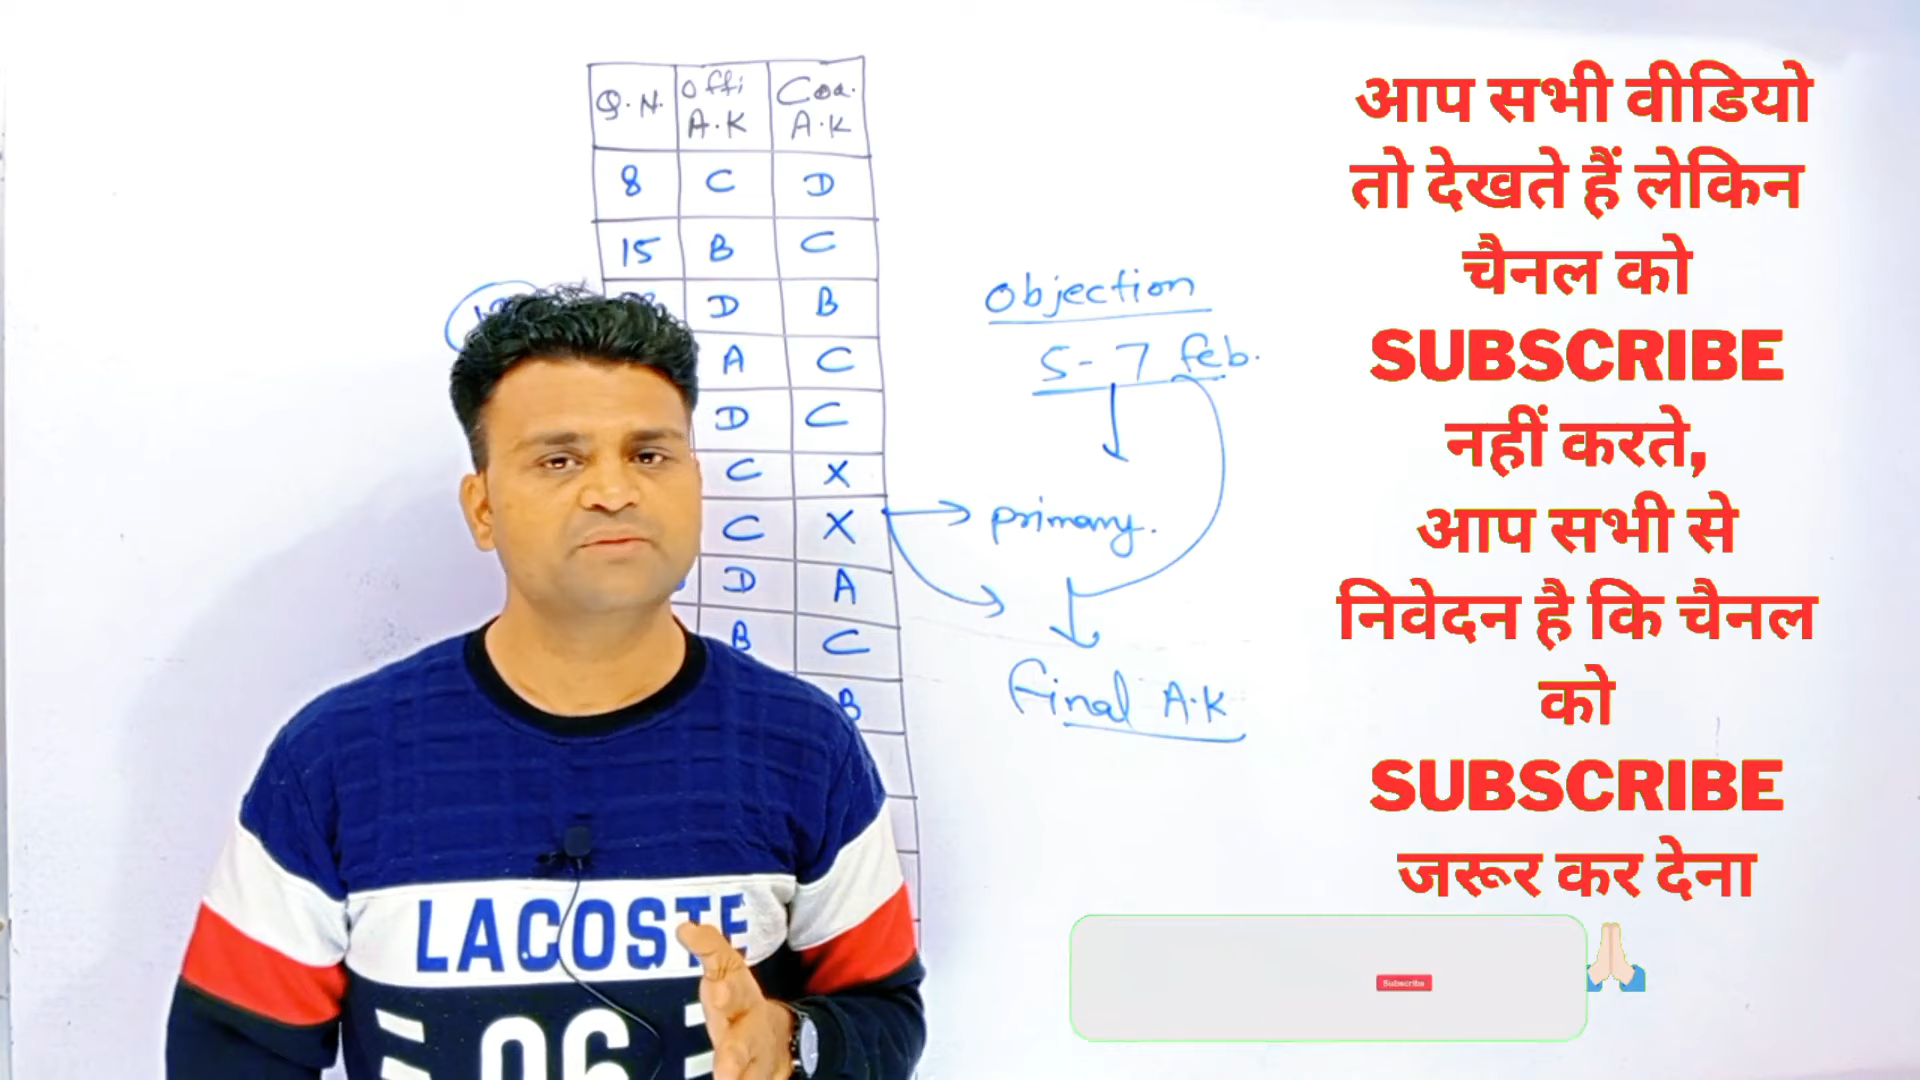 Q.N. Offi A.K Coa. A.K
8 C D
15 B C
D B
A C
D C
C X
C X
D A
B C
B
Objection
5-7 feb.
primary.
final A.K
LACOSTE
06
आप सभी वीडियो
तो देखते हैं लेकिन
चैनल को
SUBSCRIBE
नहीं करते,
आप सभी से
निवेदन है कि चैनल
को
SUBSCRIBE
जरूर कर देना
Subscribe